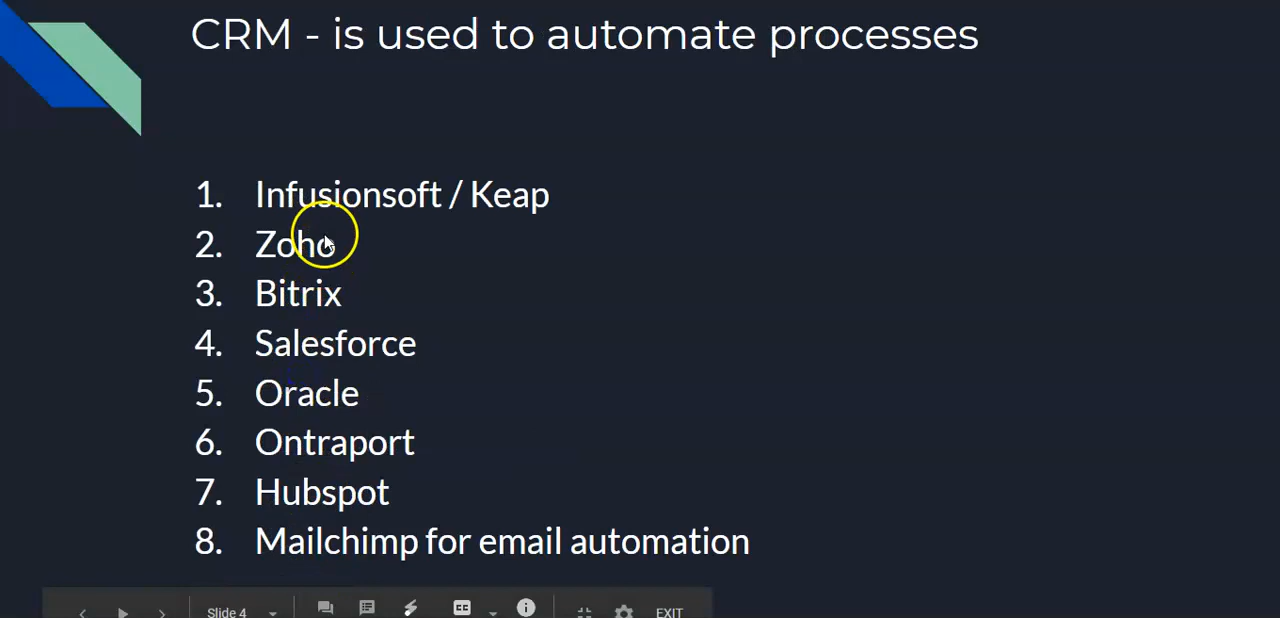 CRM - is used to automate processes
1. Infusionsoft / Keap
2. Zoho
3. Bitrix
4. Salesforce
5. Oracle
6. Ontraport
7. Hubspot
8. Mailchimp for email automation
Slide 4 CC EXIT